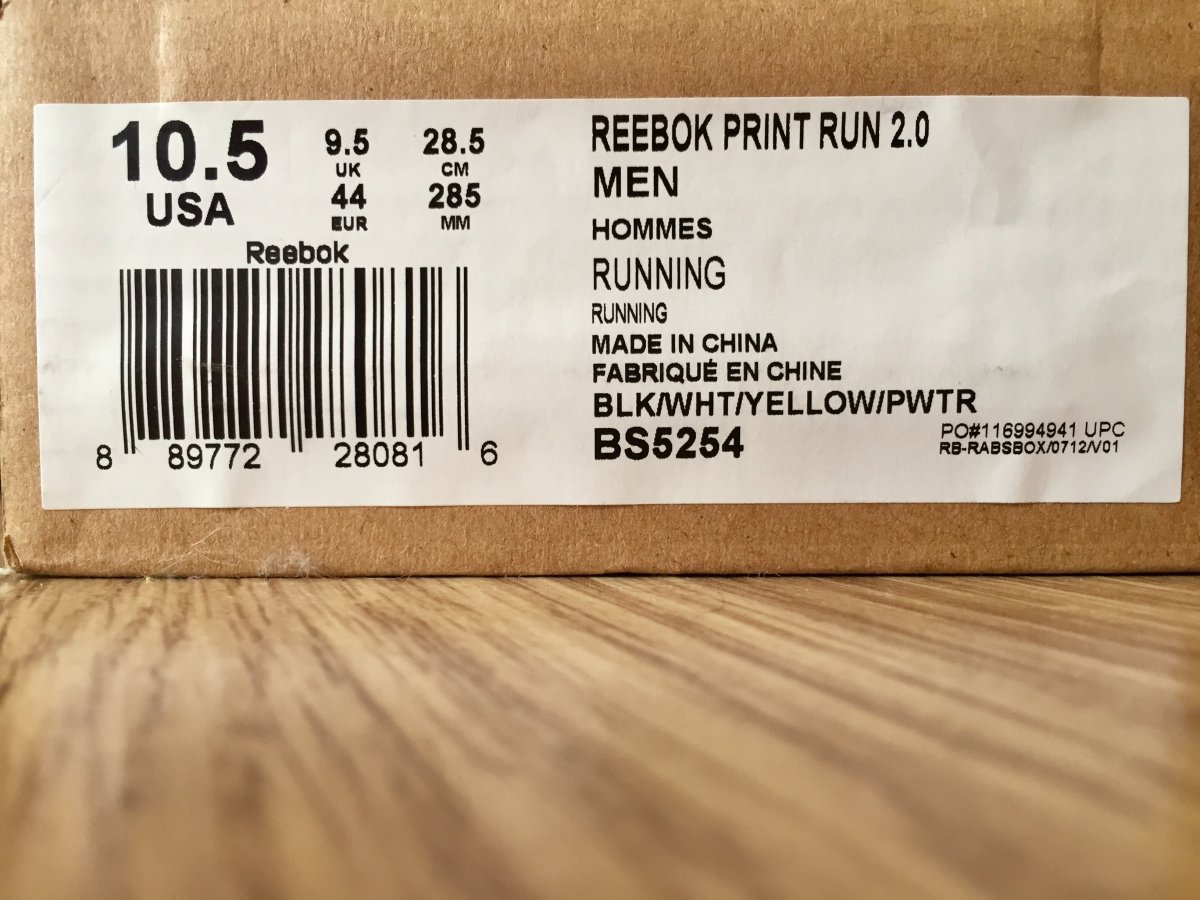 10.5
USA
9.5
UK
44
EUR
28.5
CM
285
MM
Reebok
8 89772 28081 6
REEBOK PRINT RUN 2.0
MEN
HOMMES
RUNNING
RUNNING
MADE IN CHINA
FABRIQUÉ EN CHINE
BLK/WHT/YELLOW/PWTR
BS5254
PO#116994941 UPC
RB-RABSBOX/0712/V01